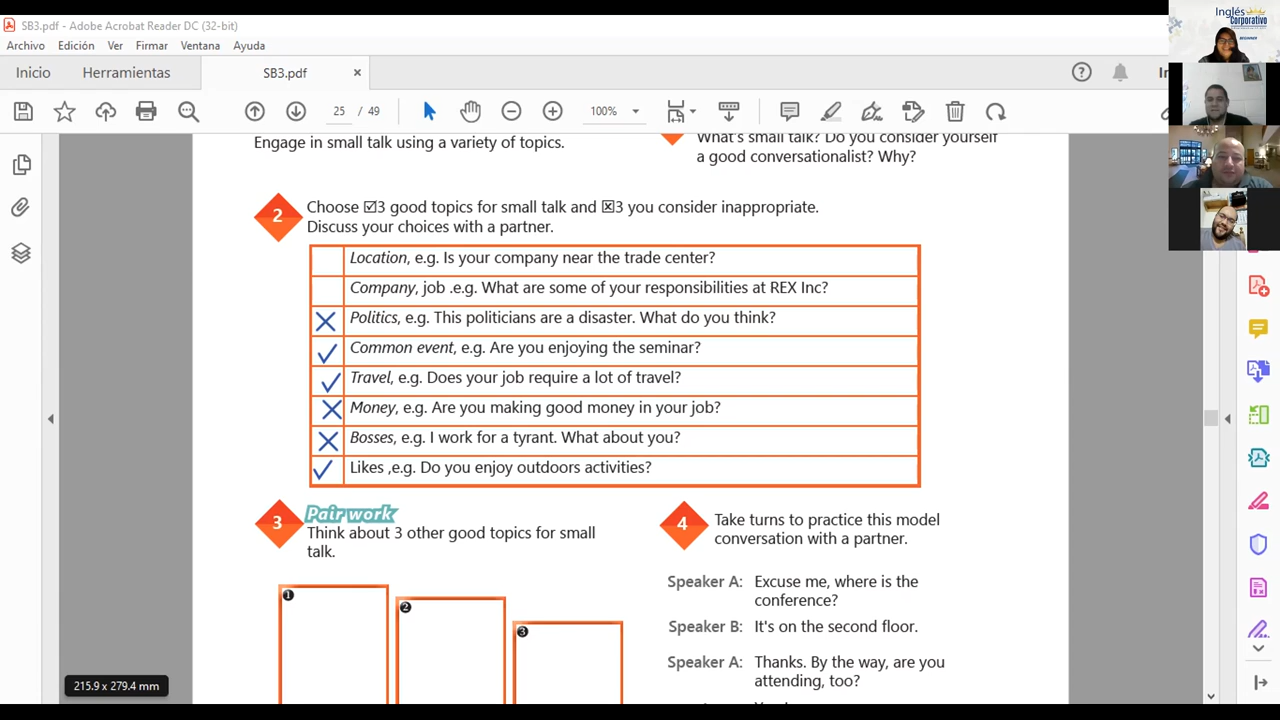 SB3.pdf - Adobe Acrobat Reader DC (32-bit)
Archivo Edición Ver Firmar Ventana Ayuda
Inicio Herramientas SB3.pdf ×
25 / 49 100%
Inglés
Corporativo
BEGINNER
Engage in small talk using a variety of topics.
What's small talk? Do you consider yourself
a good conversationalist? Why?
2
Choose ☑3 good topics for small talk and ☒3 you consider inappropriate.
Discuss your choices with a partner.
Location, e.g. Is your company near the trade center?
Company, job .e.g. What are some of your responsibilities at REX Inc?
Politics, e.g. This politicians are a disaster. What do you think?
Common event, e.g. Are you enjoying the seminar?
Travel, e.g. Does your job require a lot of travel?
Money, e.g. Are you making good money in your job?
Bosses, e.g. I work for a tyrant. What about you?
Likes ,e.g. Do you enjoy outdoors activities?
3
Pair work
Think about 3 other good topics for small
talk.
❶
❷
❸
4
Take turns to practice this model
conversation with a partner.
Speaker A: Excuse me, where is the
conference?
Speaker B: It's on the second floor.
Speaker A: Thanks. By the way, are you
attending, too?
215.9 x 279.4 mm